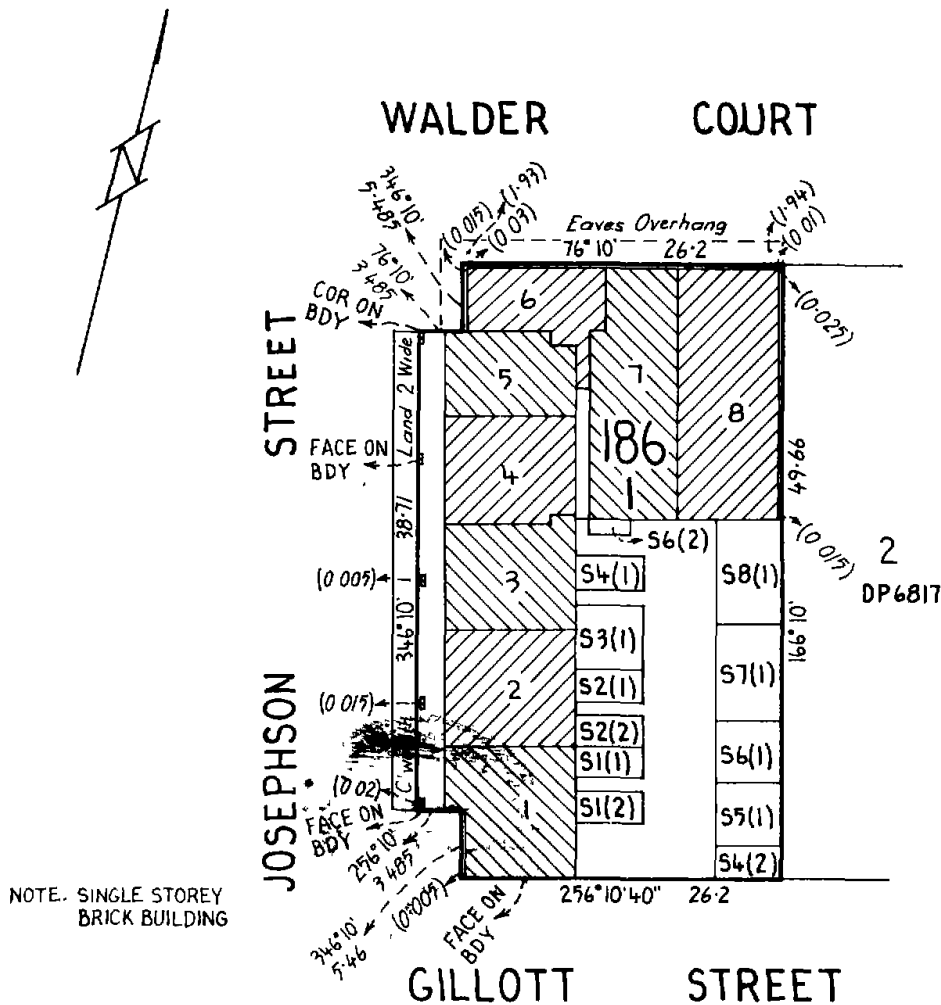 N
WALDER COURT
346°10'
5·485
76°10'
3·485
(0·015)
(1·93)
(0·03)
Eaves Overhang
76°10' 26·2
(1·94)
(0·01)
(0·025)
COR ON
BDY
6
5
7
8
STREET
Land 2 Wide
FACE ON
BDY
4
186
1
49·66
38·71
S6(2)
(0·015)
2
DP6817
(0·005)
3
S4(1)
S8(1)
346°10'
S3(1)
166°10'
2
S2(1)
S7(1)
(0·015)
S2(2)
S1(1)
S6(1)
JOSEPHSON
(0·02)
1
S1(2)
S5(1)
FACE ON
BDY
256°10'
3·485
S4(2)
NOTE. SINGLE STOREY
BRICK BUILDING
346°10'
5·46
(0·005)
FACE ON
BDY
256°10'40" 26·2
GILLOTT STREET